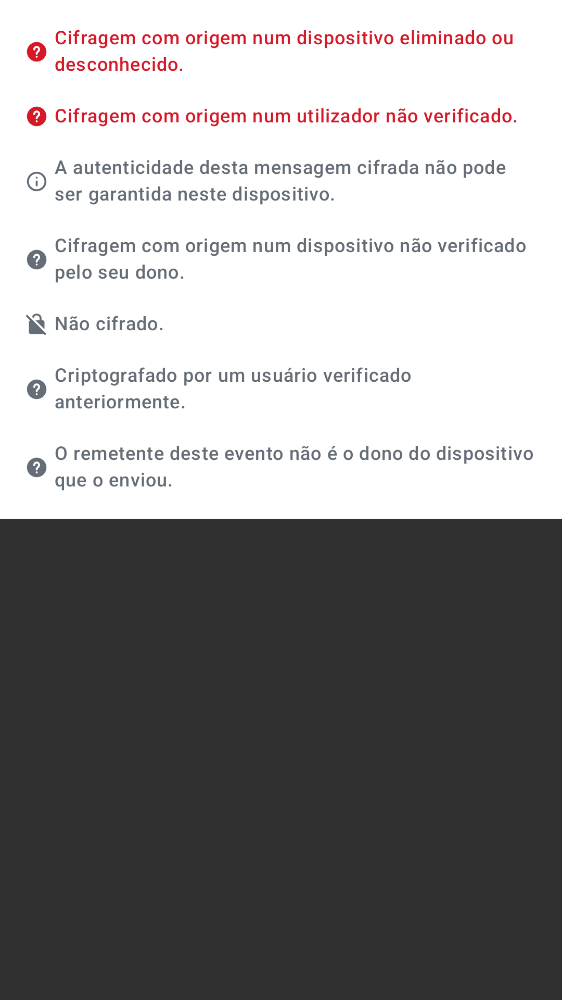 Cifragem com origem num dispositivo eliminado ou
desconhecido.
Cifragem com origem num utilizador não verificado.
A autenticidade desta mensagem cifrada não pode
ser garantida neste dispositivo.
Cifragem com origem num dispositivo não verificado
pelo seu dono.
Não cifrado.
Criptografado por um usuário verificado
anteriormente.
O remetente deste evento não é o dono do dispositivo
que o enviou.